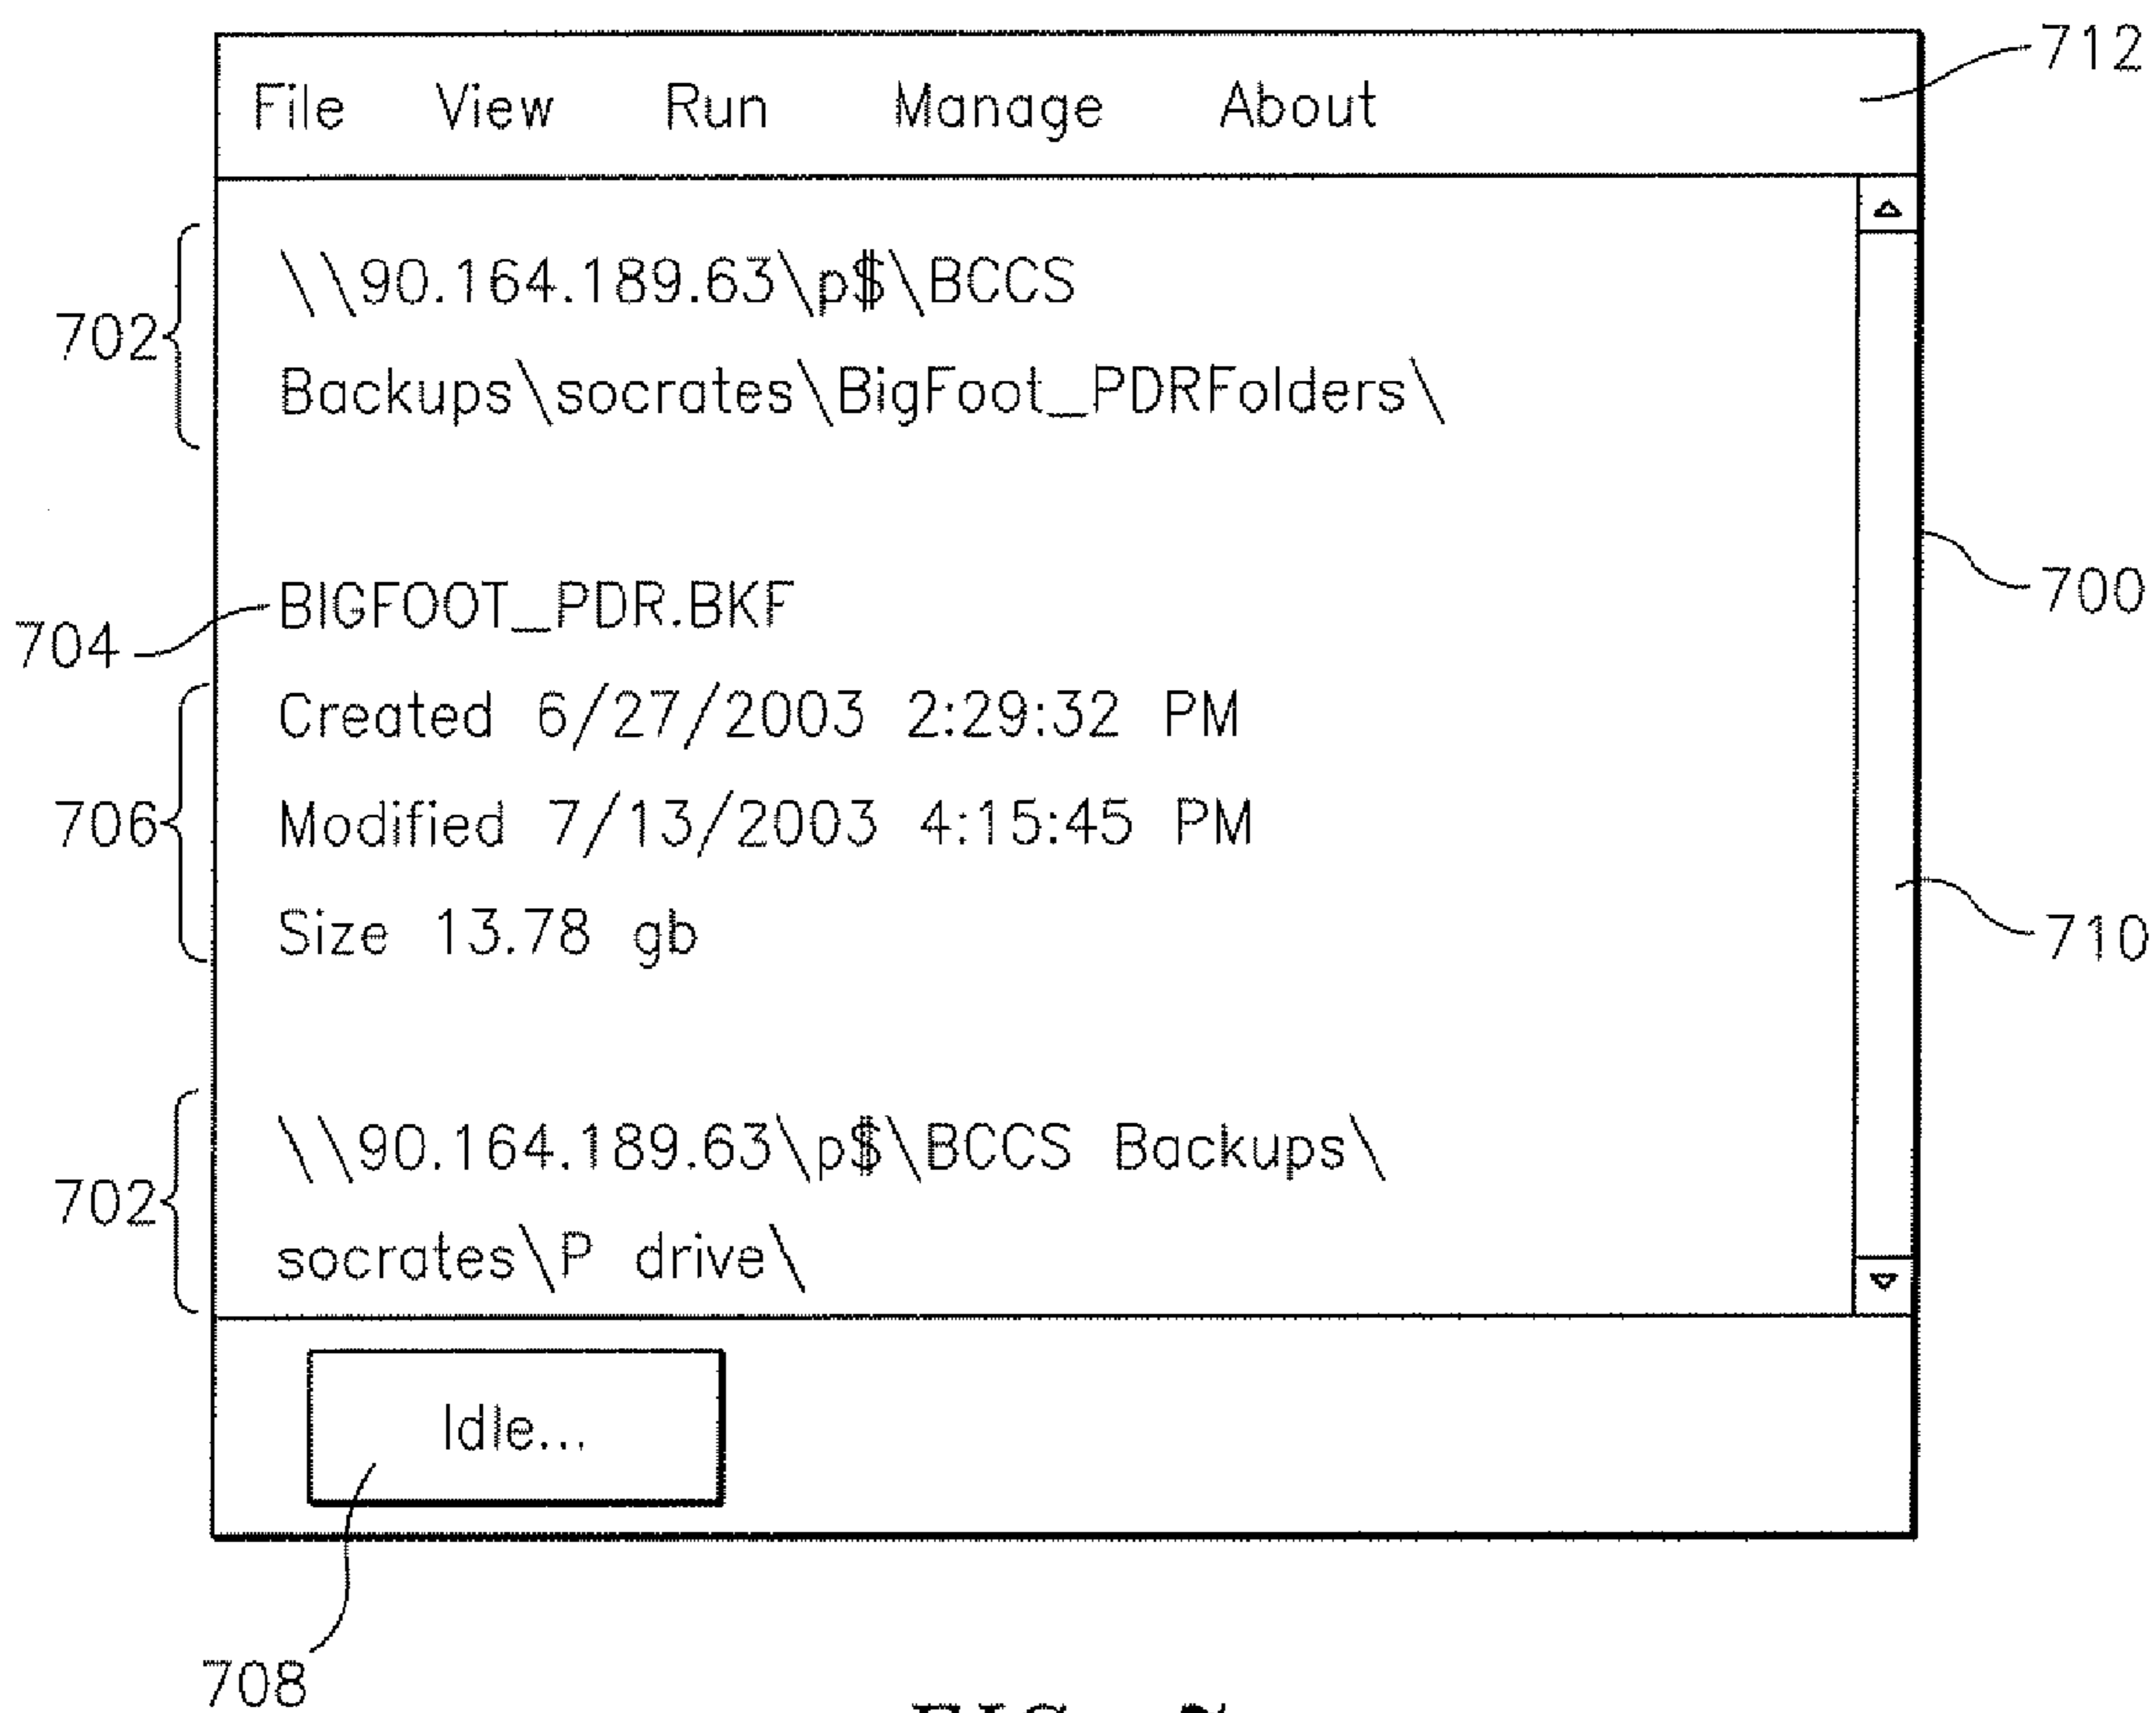 712
File View Run Manage About
\\90.164.189.63\p$\BCCS
702
Backups\socrates\BigFoot_PDRFolders\
700
BIGFOOT_PDR.BKF
704
Created 6/27/2003 2:29:32 PM
706
Modified 7/13/2003 4:15:45 PM
Size 13.78 gb
710
\\90.164.189.63\p$\BCCS Backups\
702
socrates\P drive\
Idle...
708